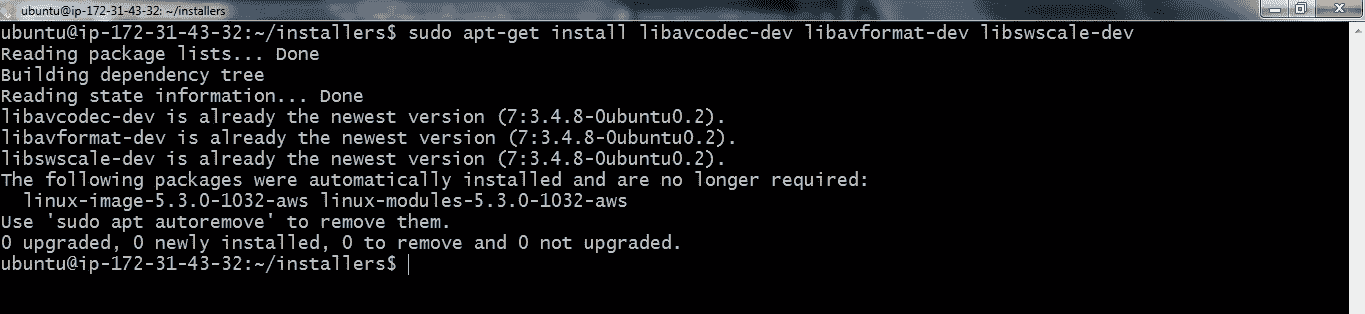 ubuntu@ip-172-31-43-32: ~/installers
ubuntu@ip-172-31-43-32:~/installers$ sudo apt-get install libavcodec-dev libavformat-dev libswscale-dev
Reading package lists... Done
Building dependency tree
Reading state information... Done
libavcodec-dev is already the newest version (7:3.4.8-0ubuntu0.2).
libavformat-dev is already the newest version (7:3.4.8-0ubuntu0.2).
libswscale-dev is already the newest version (7:3.4.8-0ubuntu0.2).
The following packages were automatically installed and are no longer required:
  linux-image-5.3.0-1032-aws linux-modules-5.3.0-1032-aws
Use 'sudo apt autoremove' to remove them.
0 upgraded, 0 newly installed, 0 to remove and 0 not upgraded.
ubuntu@ip-172-31-43-32:~/installers$